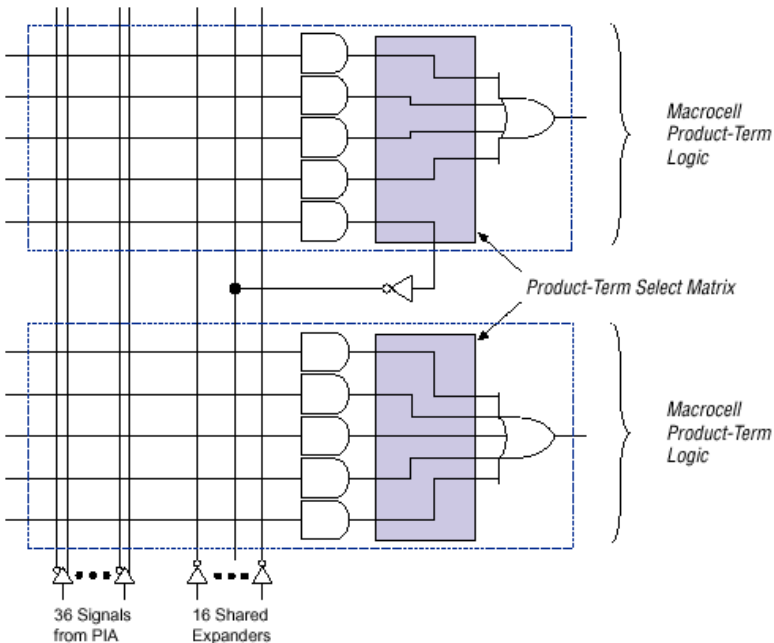 Macrocell
Product-Term
Logic
Product-Term Select Matrix
Macrocell
Product-Term
Logic
36 Signals
from PIA
16 Shared
Expanders